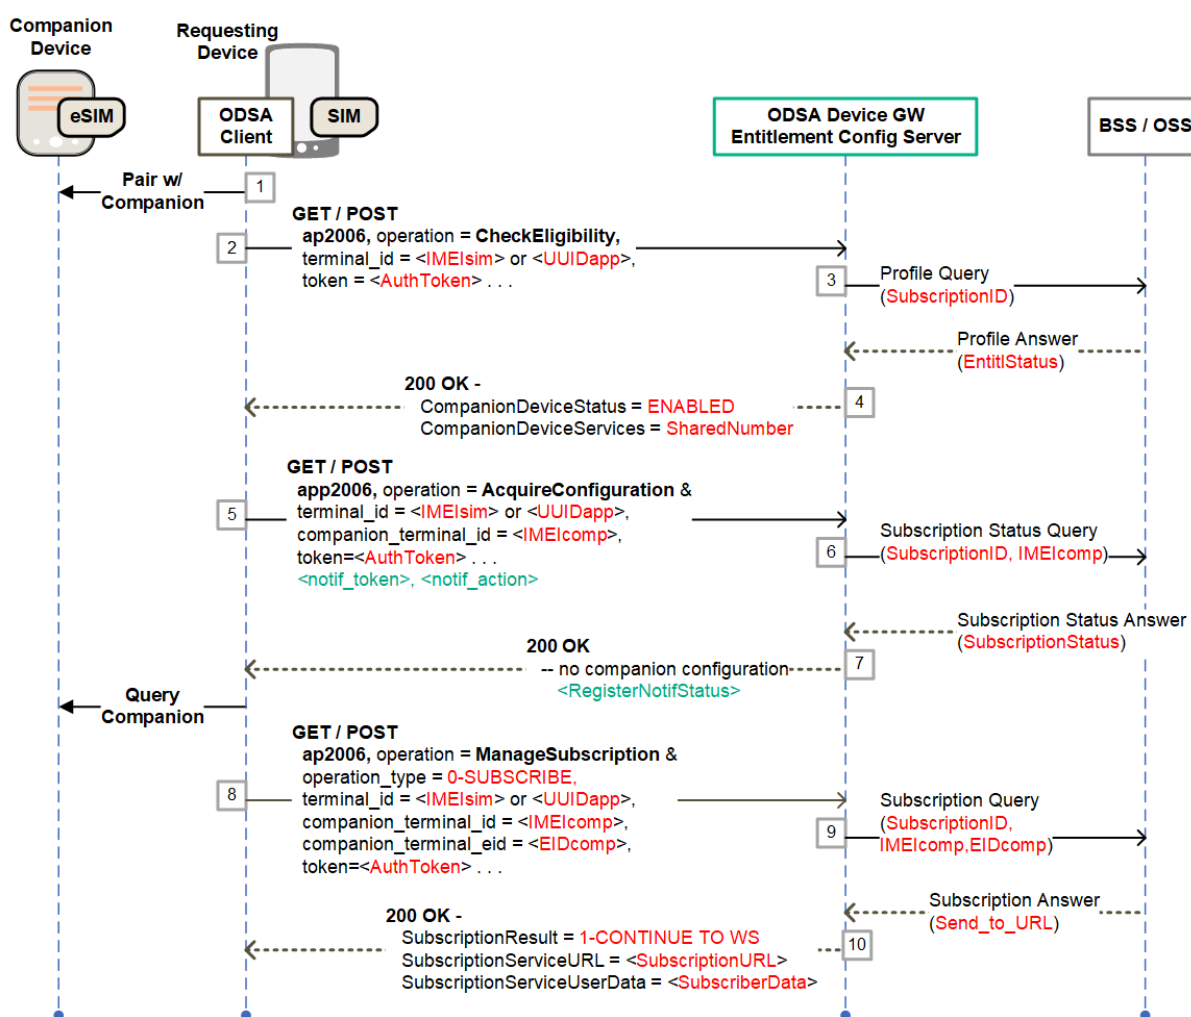 Companion
Device
Requesting
Device
eSIM
ODSA
Client
SIM
ODSA Device GW
Entitlement Config Server
BSS / OSS
Pair w/
Companion
1
GET / POST
ap2006, operation = CheckEligibility,
terminal_id = <IMEIsim> or <UUIDapp>,
token = <AuthToken> . . .
2
3
Profile Query
(SubscriptionID)
Profile Answer
(EntitlStatus)
200 OK -
CompanionDeviceStatus = ENABLED
CompanionDeviceServices = SharedNumber
4
GET / POST
app2006, operation = AcquireConfiguration &
terminal_id = <IMEIsim> or <UUIDapp>,
companion_terminal_id = <IMEIcomp>,
token=<AuthToken> . . .
<notif_token>, <notif_action>
5
6
Subscription Status Query
(SubscriptionID, IMEIcomp)
Subscription Status Answer
(SubscriptionStatus)
200 OK
-- no companion configuration
<RegisterNotifStatus>
7
Query
Companion
GET / POST
ap2006, operation = ManageSubscription &
operation_type = 0-SUBSCRIBE,
terminal_id = <IMEIsim> or <UUIDapp>,
companion_terminal_id = <IMEIcomp>,
companion_terminal_eid = <EIDcomp>,
token=<AuthToken> . . .
8
9
Subscription Query
(SubscriptionID,
IMEIcomp,EIDcomp)
Subscription Answer
(Send_to_URL)
200 OK -
SubscriptionResult = 1-CONTINUE TO WS
SubscriptionServiceURL = <SubscriptionURL>
SubscriptionServiceUserData = <SubscriberData>
10